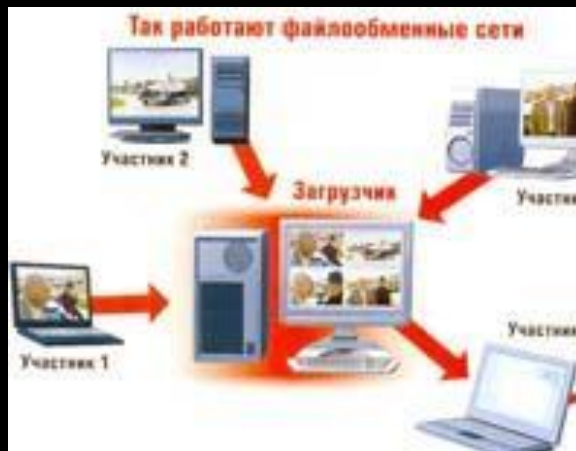 Так работают файлообменные сети
Участник 2
Загрузчик
Участник 1